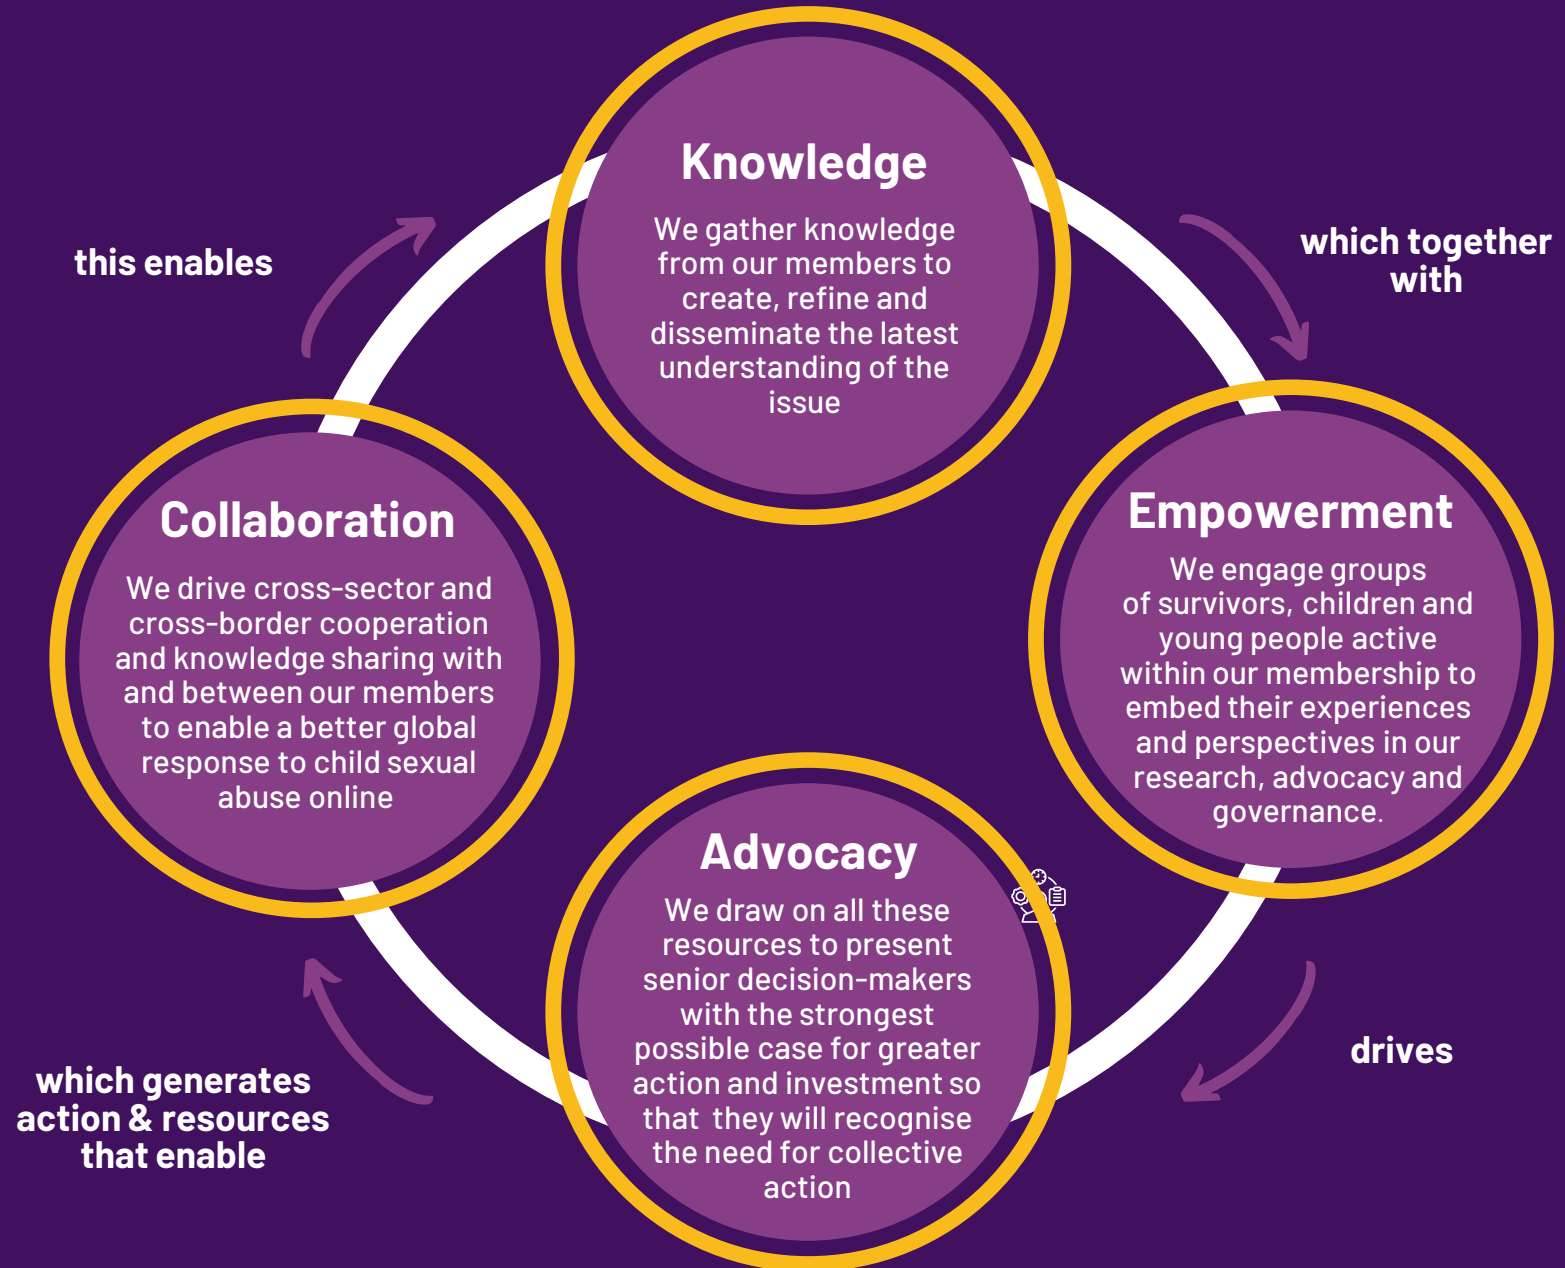 Knowledge
We gather knowledge
from our members to
create, refine and
disseminate the latest
understanding of the
issue
which together
with
Empowerment
We engage groups
of survivors, children and
young people active
within our membership to
embed their experiences
and perspectives in our
research, advocacy and
governance.
drives
Advocacy
We draw on all these
resources to present
senior decision-makers
with the strongest
possible case for greater
action and investment so
that they will recognise
the need for collective
action
which generates
action & resources
that enable
Collaboration
We drive cross-sector and
cross-border cooperation
and knowledge sharing with
and between our members
to enable a better global
response to child sexual
abuse online
this enables